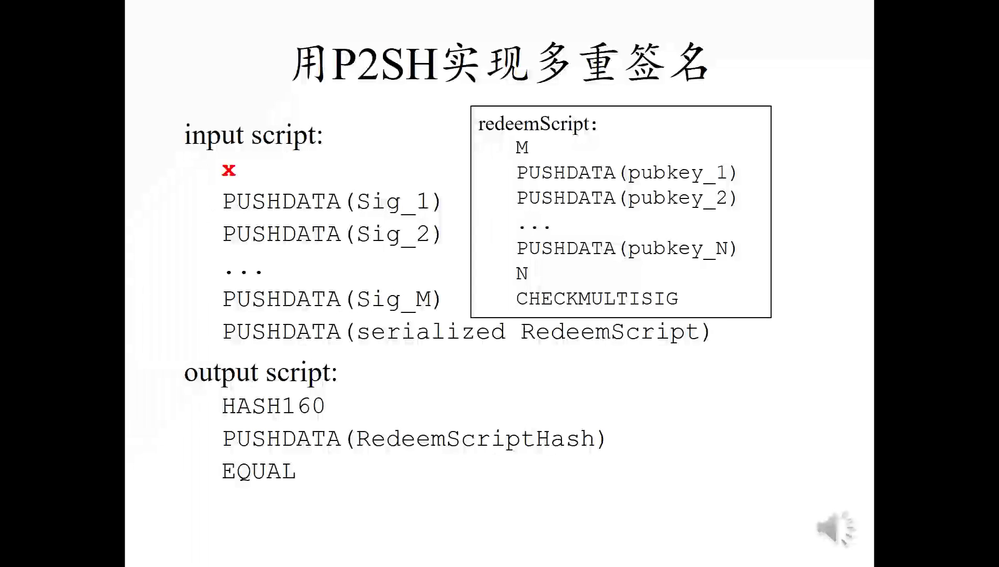 用P2SH实现多重签名
input script:
x
PUSHDATA(Sig_1)
PUSHDATA(Sig_2)
...
PUSHDATA(Sig_M)
PUSHDATA(serialized RedeemScript)
redeemScript:
M
PUSHDATA(pubkey_1)
PUSHDATA(pubkey_2)
...
PUSHDATA(pubkey_N)
N
CHECKMULTISIG
output script:
HASH160
PUSHDATA(RedeemScriptHash)
EQUAL